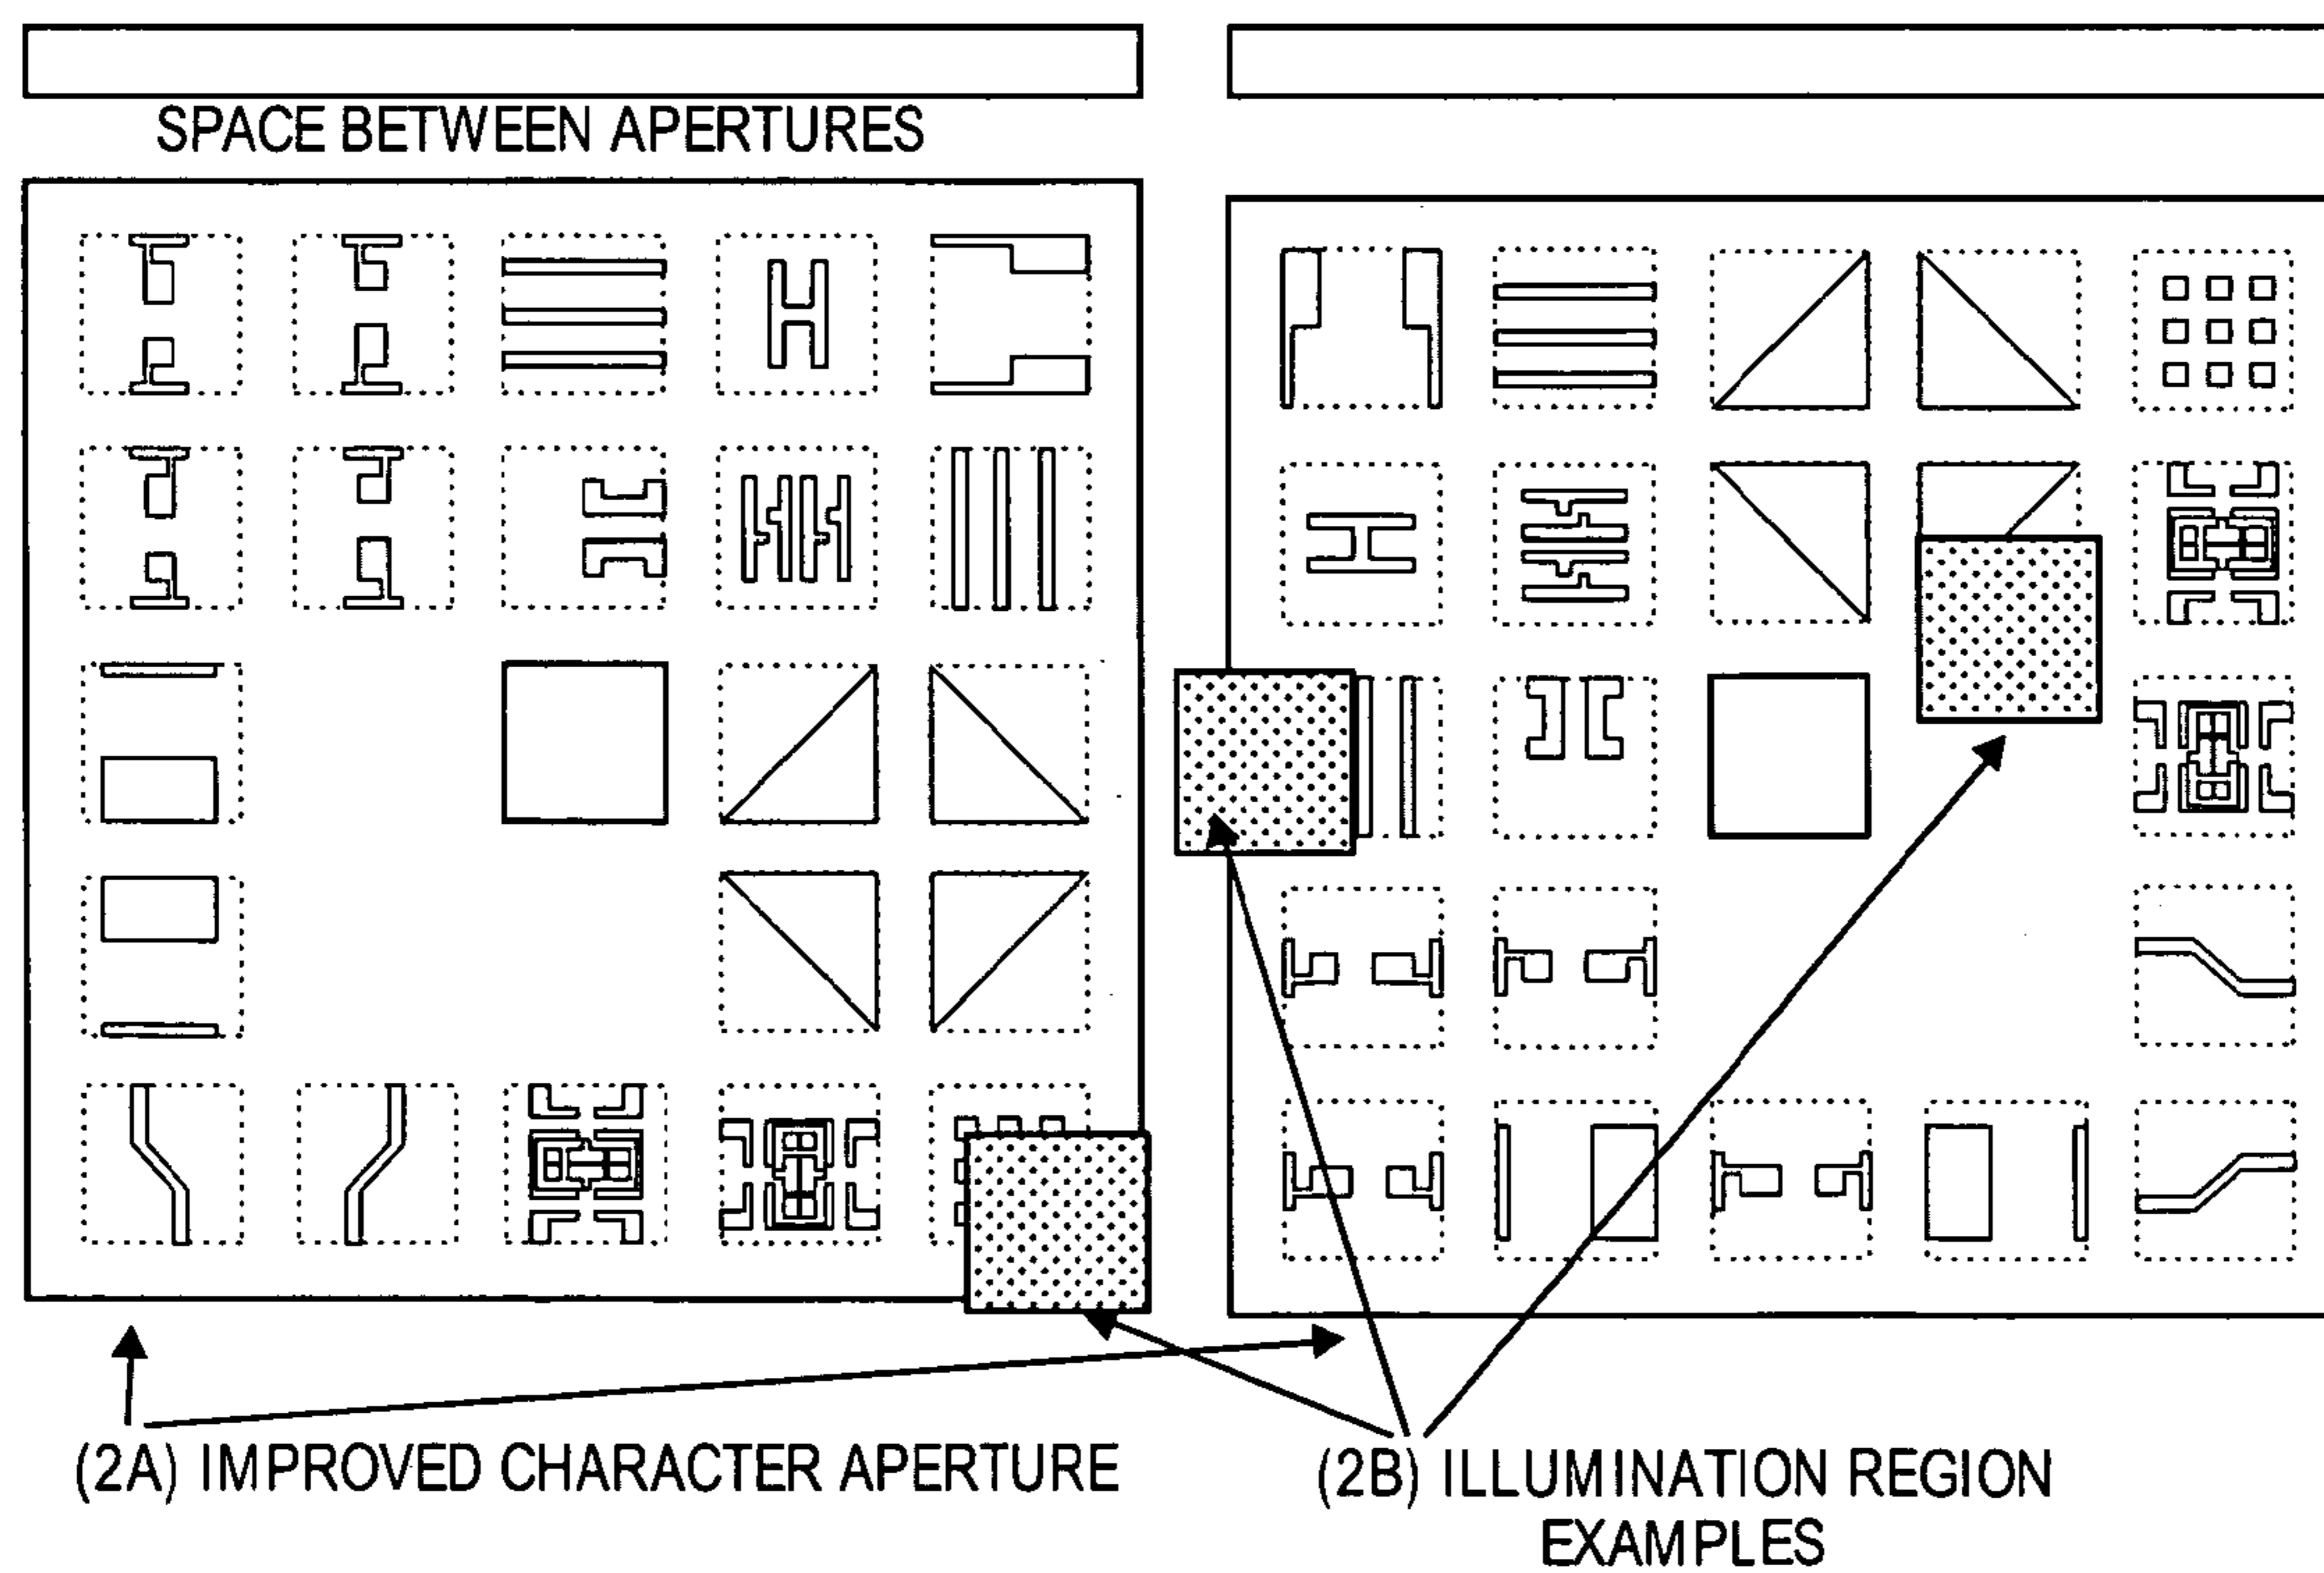 SPACE BETWEEN APERTURES
(2A) IMPROVED CHARACTER APERTURE
(2B) ILLUMINATION REGION
EXAMPLES